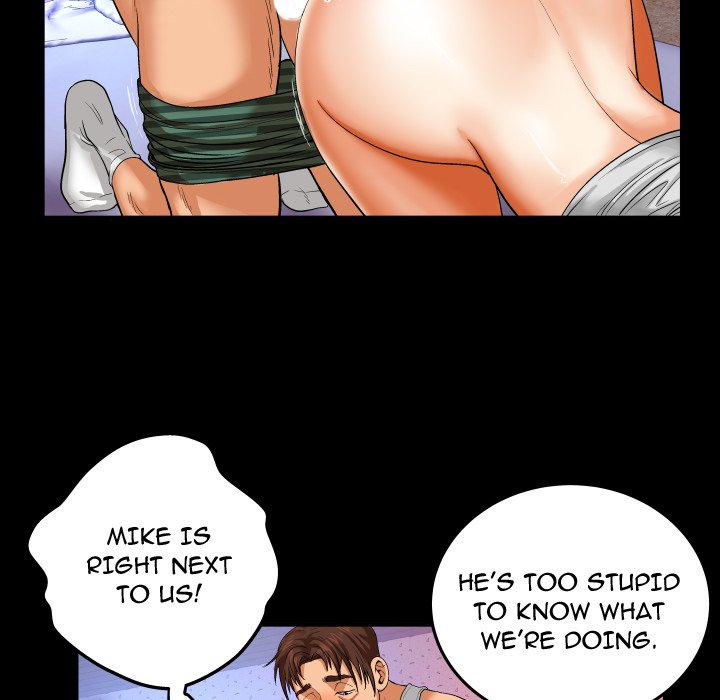 MIKE IS
RIGHT NEXT
TO US!
HE'S TOO STUPID
TO KNOW WHAT
WE'RE DOING.